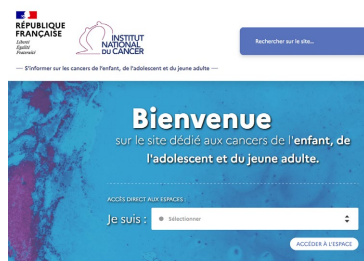 RÉPUBLIQUE
FRANÇAISE
Liberté
Égalité
Fraternité
INSTITUT
NATIONAL
DU CANCER
Rechercher sur le site...
— S'informer sur les cancers de l'enfant, de l'adolescent et du jeune adulte —
Bienvenue
sur le site dédié aux cancers de l'enfant, de
l'adolescent et du jeune adulte.
ACCÈS DIRECT AUX ESPACES
Je suis : Sélectionner
ACCÉDER À L'ESPACE